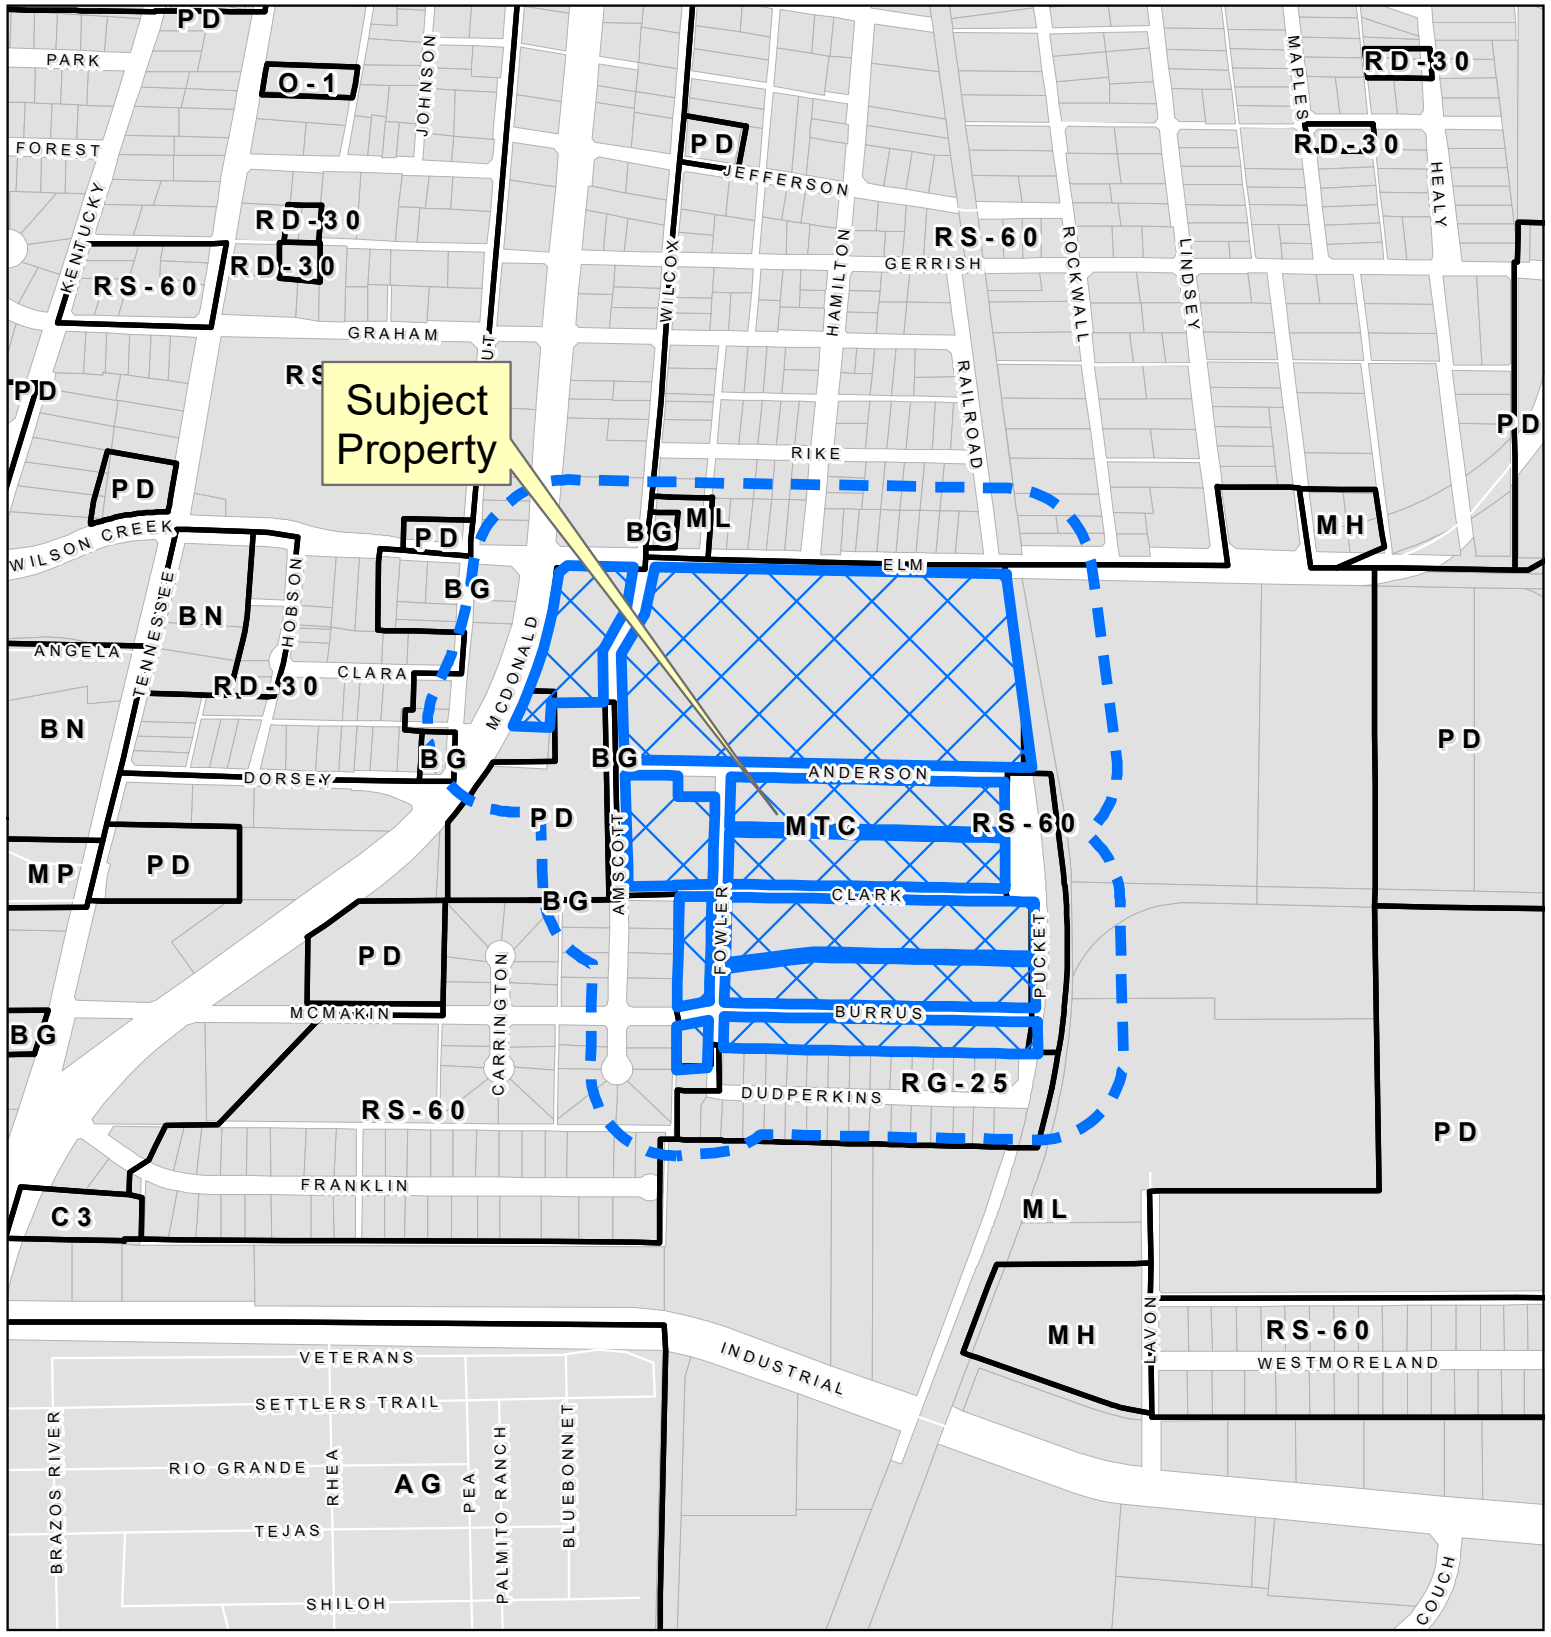 PD
PARK
O-1
JOHNSON
MAPLES
RD-30
FOREST
PD
RD-30
JEFFERSON
HEALY
KENTUCKY
RD-30
RS-60
GERRISH
RD-30
RS-60
WILCOX
HAMILTON
ROCKWALL
LINDSEY
GRAHAM
UT
RS
Subject
Property
PD
RAILROAD
PD
RIKE
PD
WILSON CREEK
PD
BG
ML
MH
ELM
TENNESSEE
BN
HOBSON
BG
ANGELA
CLARA
MCDONALD
RD-30
BN
PD
BG
BG
DORSEY
ANDERSON
PD
MTC
RS-60
AMSCOTT
MP
PD
BG
CLARK
FOWLER
PUCKET
PD
CARRINGTON
MCMAKIN
BURRUS
BG
RG-25
DUDPERKINS
RS-60
PD
FRANKLIN
C3
ML
MH
LAVON
RS-60
WESTMORELAND
INDUSTRIAL
VETERANS
SETTLERS TRAIL
BRAZOS RIVER
RIO GRANDE
RHEA
AG
PEA
PALMITO RANCH
BLUEBONNET
TEJAS
SHILOH
COUCH